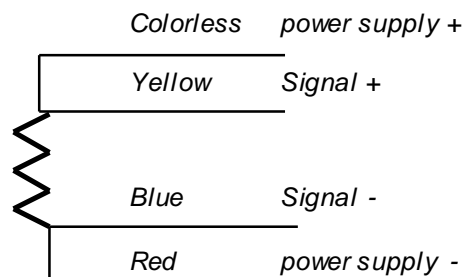 Colorless power supply +
Yellow Signal +
Blue Signal -
Red power supply -